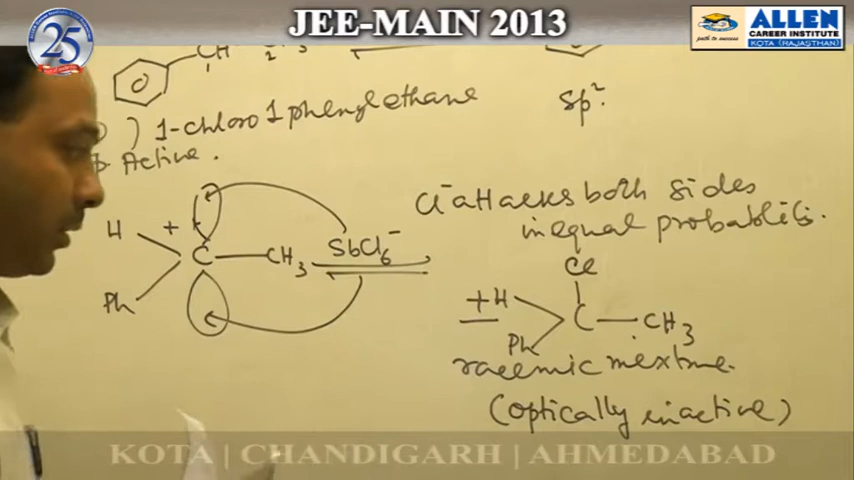 JEE-MAIN 2013
25
ALLEN
CAREER INSTITUTE
KOTA (RAJASTHAN)
path to success
CH
) 1-chloro 1 phenyl ethane
Sp².
Active.
H + C CH₃ SbCl₆⁻
Ph
Cl⁻ attacks both sides
in equal probability.
Cl
+ H C CH₃
Ph
racemic mixture.
(optically inactive)
KOTA | CHANDIGARH | AHMEDABAD